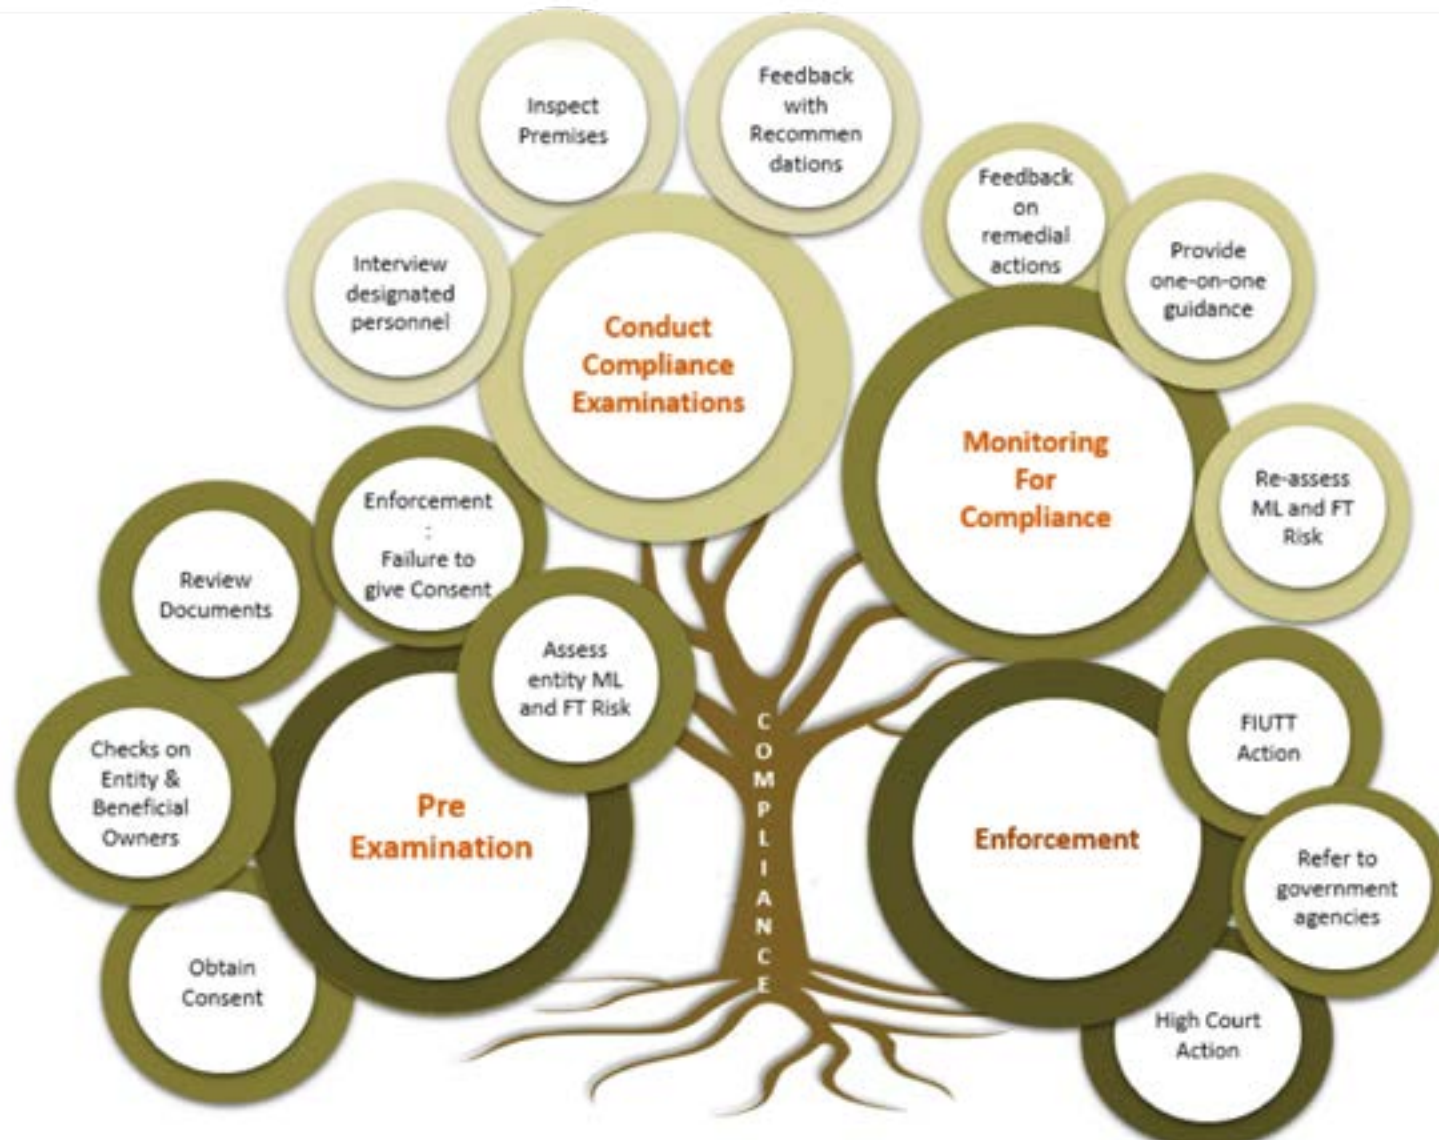 Inspect
Premises
Feedback
with
Recommen
dations
Interview
designated
personnel
Conduct
Compliance
Examinations
Feedback
on
remedial
actions
Provide
one-on-one
guidance
Monitoring
For
Compliance
Re-assess
ML and FT
Risk
Enforcement
:
Failure to
give Consent
Review
Documents
Assess
entity ML
and FT Risk
Checks on
Entity &
Beneficial
Owners
Pre
Examination
Obtain
Consent
COMPLIANCE
Enforcement
FIUTT
Action
Refer to
government
agencies
High Court
Action